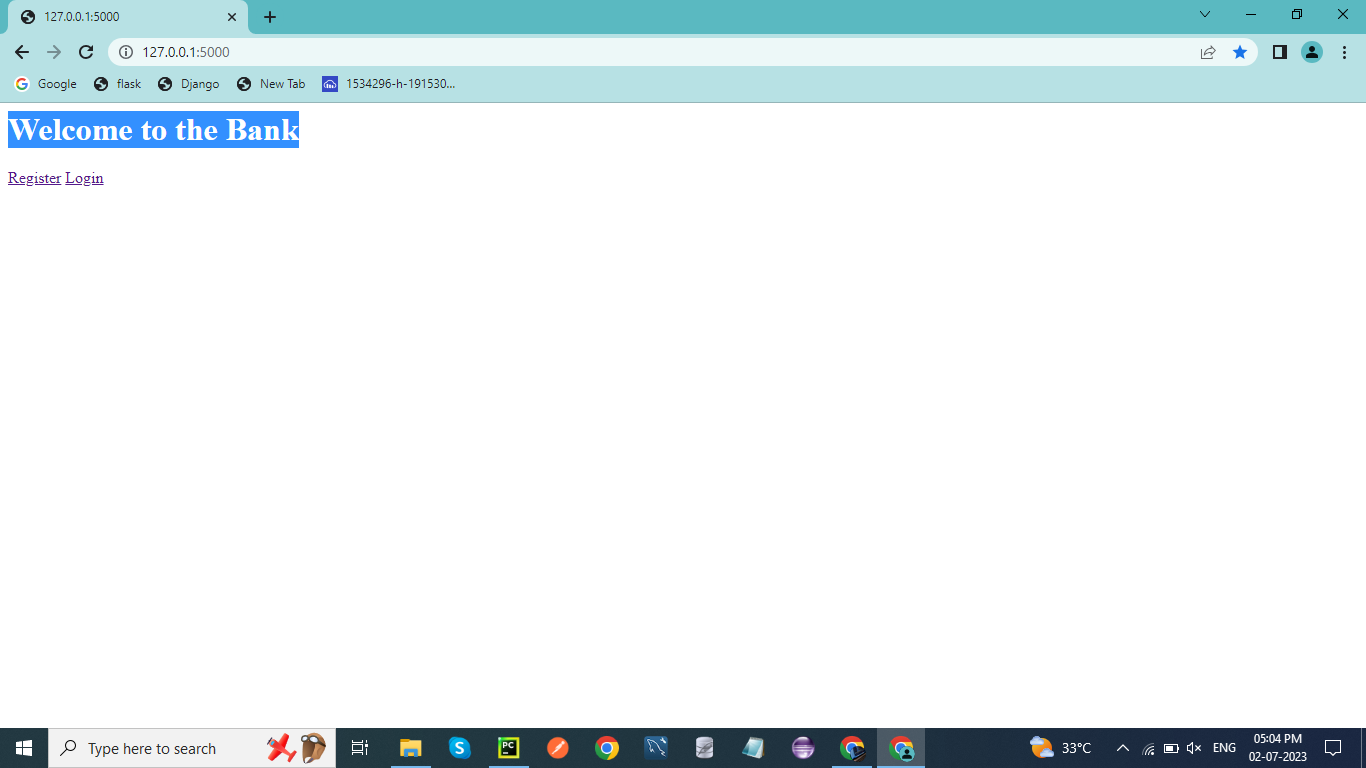 127.0.0.1:5000
127.0.0.1:5000
Google flask Django New Tab 1534296-h-191530...
Welcome to the Bank
Register Login
Type here to search S PC 33°C ENG 05:04 PM
02-07-2023